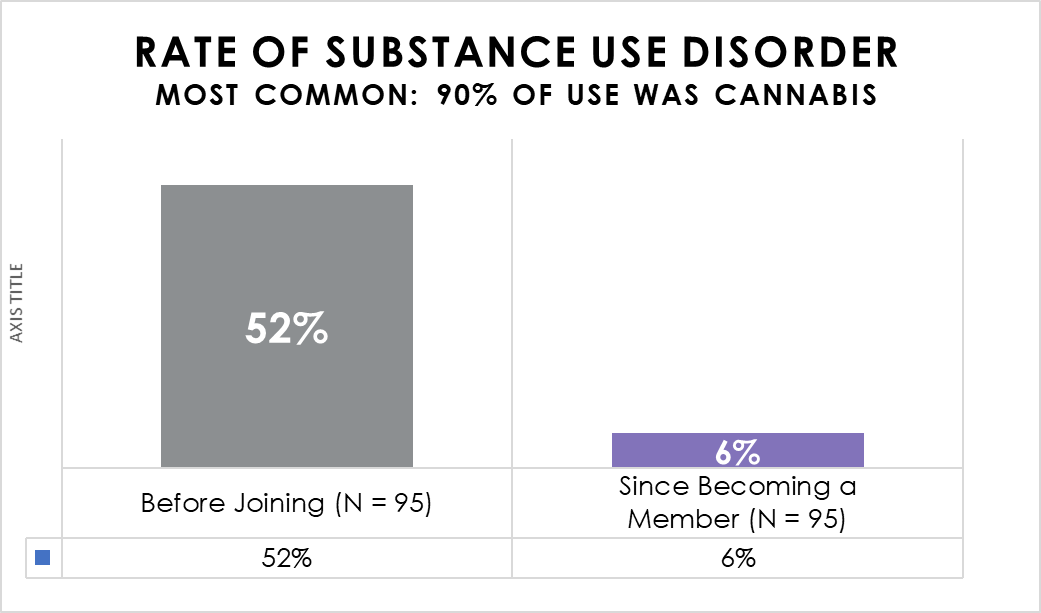 RATE OF SUBSTANCE USE DISORDER
MOST COMMON: 90% OF USE WAS CANNABIS
AXIS TITLE
52%
6%
Before Joining (N = 95)
Since Becoming a
Member (N = 95)
52%
6%